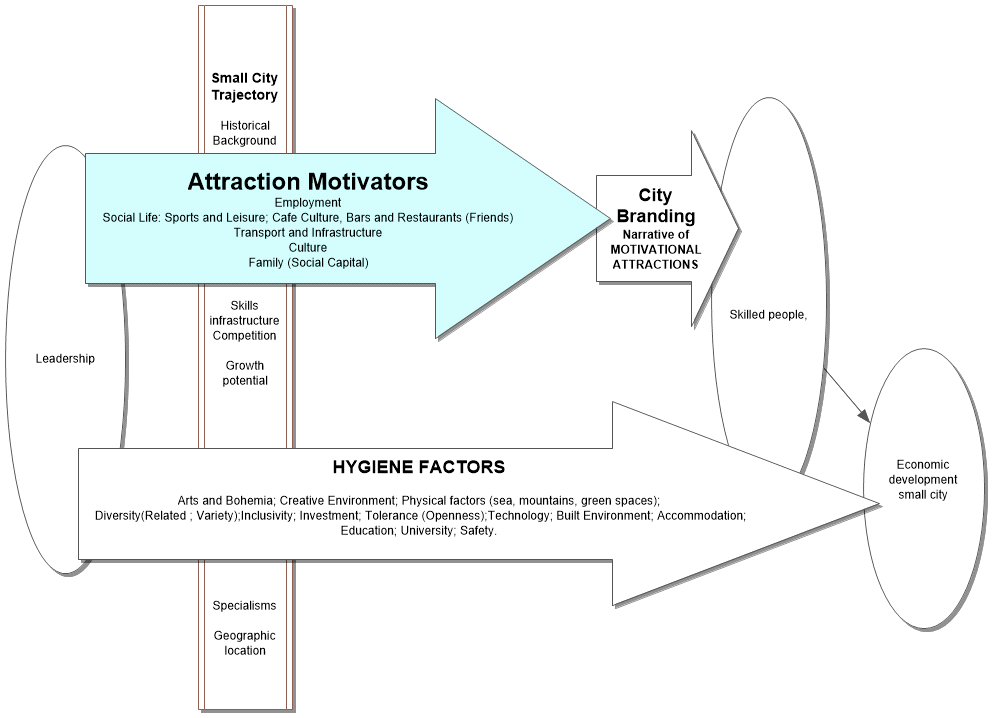 Small City
Trajectory
Historical
Background
Attraction Motivators
Employment
Social Life: Sports and Leisure; Cafe Culture, Bars and Restaurants (Friends)
Transport and Infrastructure
Culture
Family (Social Capital)
City
Branding
Narrative of
MOTIVATIONAL
ATTRACTIONS
Skilled people,
Skills
infrastructure
Competition
Growth
potential
Leadership
HYGIENE FACTORS
Arts and Bohemia; Creative Environment; Physical factors (sea, mountains, green spaces);
Diversity(Related ; Variety);Inclusivity; Investment; Tolerance (Openness);Technology; Built Environment; Accommodation;
Education; University; Safety.
Economic
development
small city
Specialisms
Geographic
location